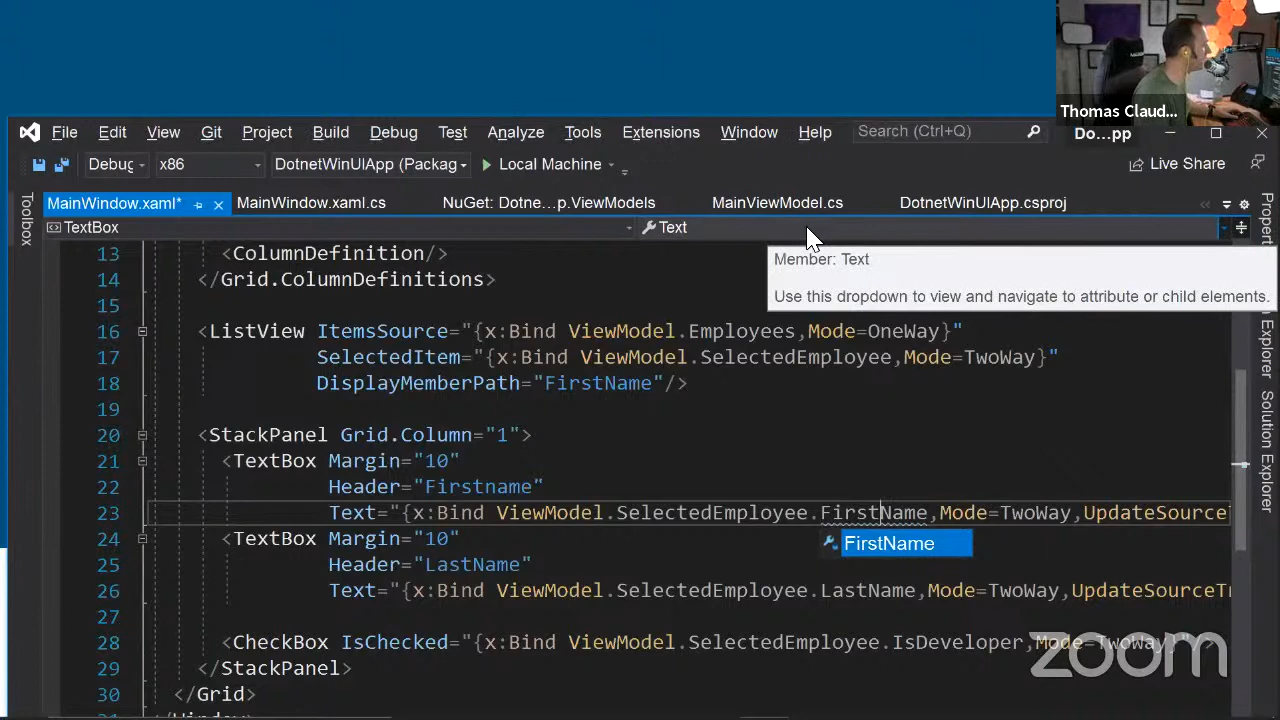 Thomas Claud...
File Edit View Git Project Build Debug Test Analyze Tools Extensions Window Help Search (Ctrl+Q) Do...pp
Debug x86 DotnetWinUIApp (Packag Local Machine Live Share
Toolbox
MainWindow.xaml* MainWindow.xaml.cs NuGet: Dotne...p.ViewModels MainViewModel.cs DotnetWinUIApp.csproj
TextBox Text
Member: Text
Use this dropdown to view and navigate to attribute or child elements.
13 <ColumnDefinition/>
14 </Grid.ColumnDefinitions>
15
16 <ListView ItemsSource="{x:Bind ViewModel.Employees,Mode=OneWay}"
17 SelectedItem="{x:Bind ViewModel.SelectedEmployee,Mode=TwoWay}"
18 DisplayMemberPath="FirstName"/>
19
20 <StackPanel Grid.Column="1">
21 <TextBox Margin="10"
22 Header="Firstname"
23 Text="{x:Bind ViewModel.SelectedEmployee.FirstName,Mode=TwoWay,UpdateSource
24 <TextBox Margin="10"
FirstName
25 Header="LastName"
26 Text="{x:Bind ViewModel.SelectedEmployee.LastName,Mode=TwoWay,UpdateSourceTr
27
28 <CheckBox IsChecked="{x:Bind ViewModel.SelectedEmployee.IsDeveloper,Mode=TwoWay}">
29 </StackPanel>
30 </Grid>
Solution Explorer
zoom